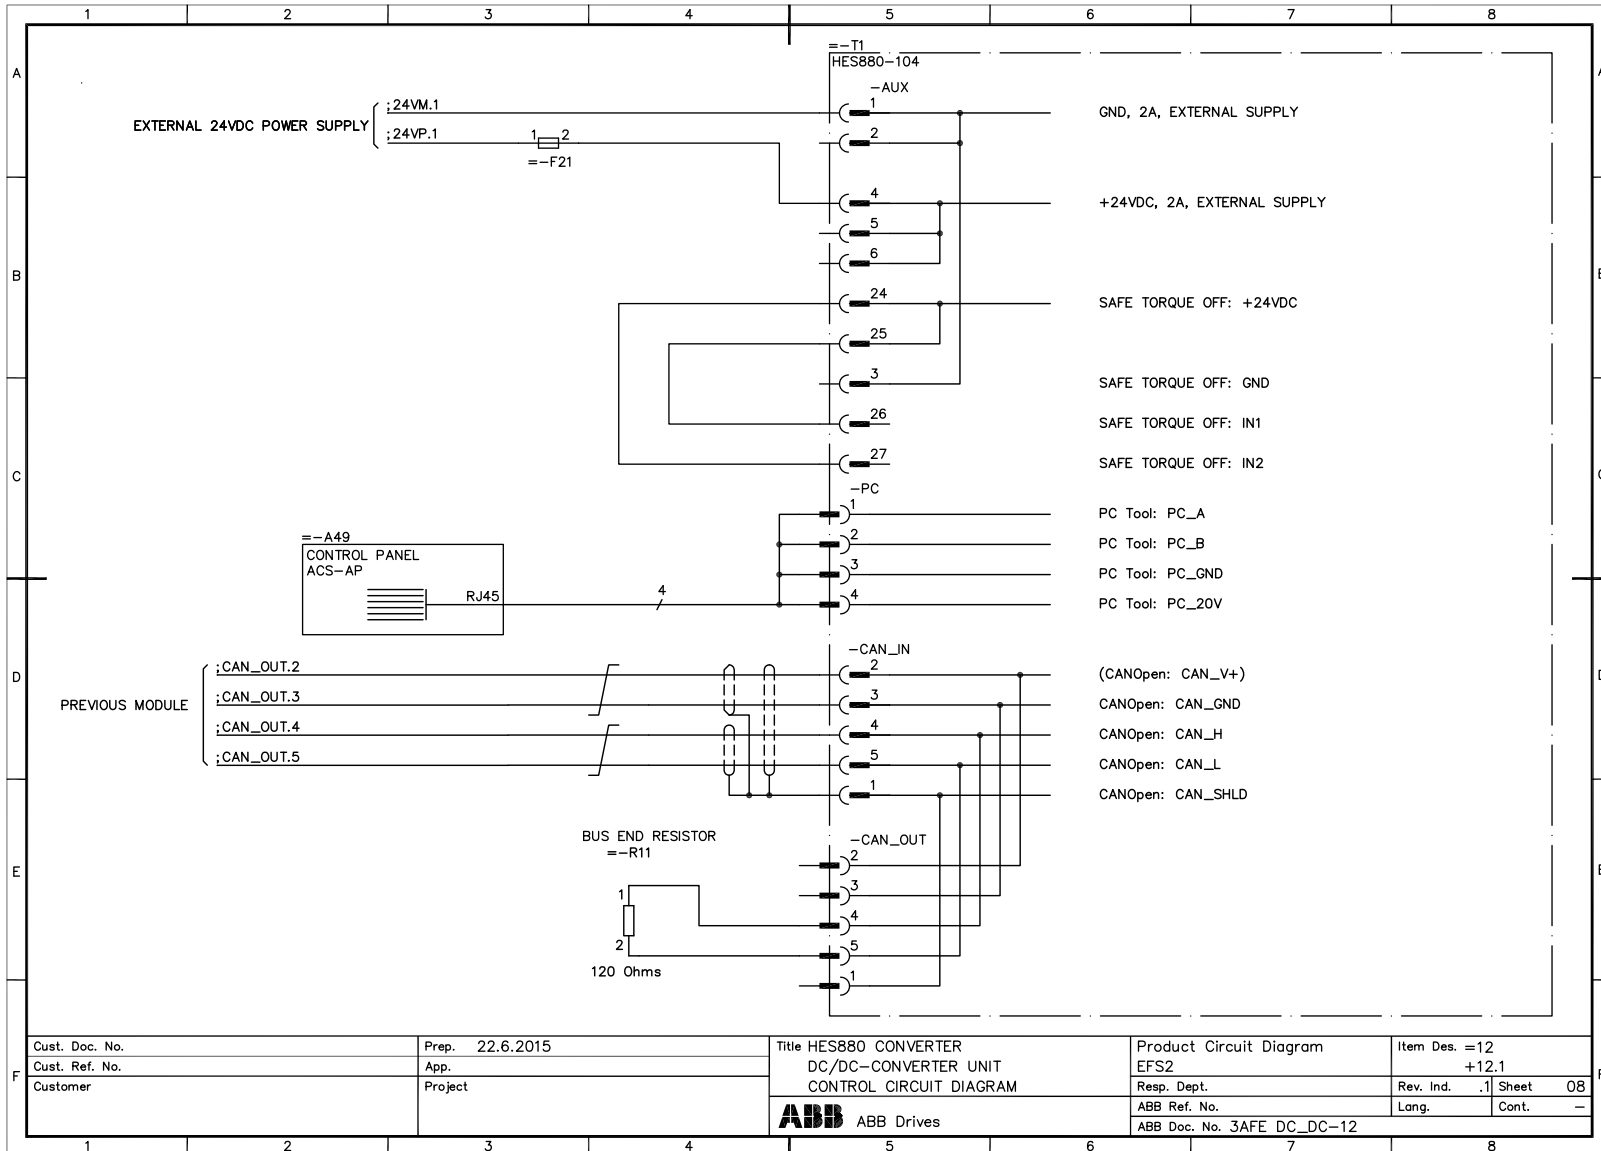 1 2 3 4 5 6 7 8
A
=-T1
HES880-104
-AUX
EXTERNAL 24VDC POWER SUPPLY
;24VM.1
1
GND, 2A, EXTERNAL SUPPLY
;24VP.1
1 2
=-F21
2
4
+24VDC, 2A, EXTERNAL SUPPLY
5
6
B
24
SAFE TORQUE OFF: +24VDC
25
3
SAFE TORQUE OFF: GND
26
SAFE TORQUE OFF: IN1
27
SAFE TORQUE OFF: IN2
C
-PC
1
PC Tool: PC_A
2
PC Tool: PC_B
3
PC Tool: PC_GND
4
PC Tool: PC_20V
=-A49
CONTROL PANEL
ACS-AP
RJ45
4
D
-CAN_IN
PREVIOUS MODULE
;CAN_OUT.2
2
(CANOpen: CAN_V+)
;CAN_OUT.3
3
CANOpen: CAN_GND
;CAN_OUT.4
4
CANOpen: CAN_H
;CAN_OUT.5
5
CANOpen: CAN_L
1
CANOpen: CAN_SHLD
E
BUS END RESISTOR
=-R11
1
2
120 Ohms
-CAN_OUT
2
3
4
5
1
F
Cust. Doc. No.
Cust. Ref. No.
Customer
Prep. 22.6.2015
App.
Project
Title HES880 CONVERTER
DC/DC-CONVERTER UNIT
CONTROL CIRCUIT DIAGRAM
ABB ABB Drives
Product Circuit Diagram
EFS2
Resp. Dept.
ABB Ref. No.
ABB Doc. No. 3AFE DC_DC-12
Item Des. =12
+12.1
Rev. Ind. .1 Sheet 08
Lang. Cont. -
1 2 3 4 5 6 7 8